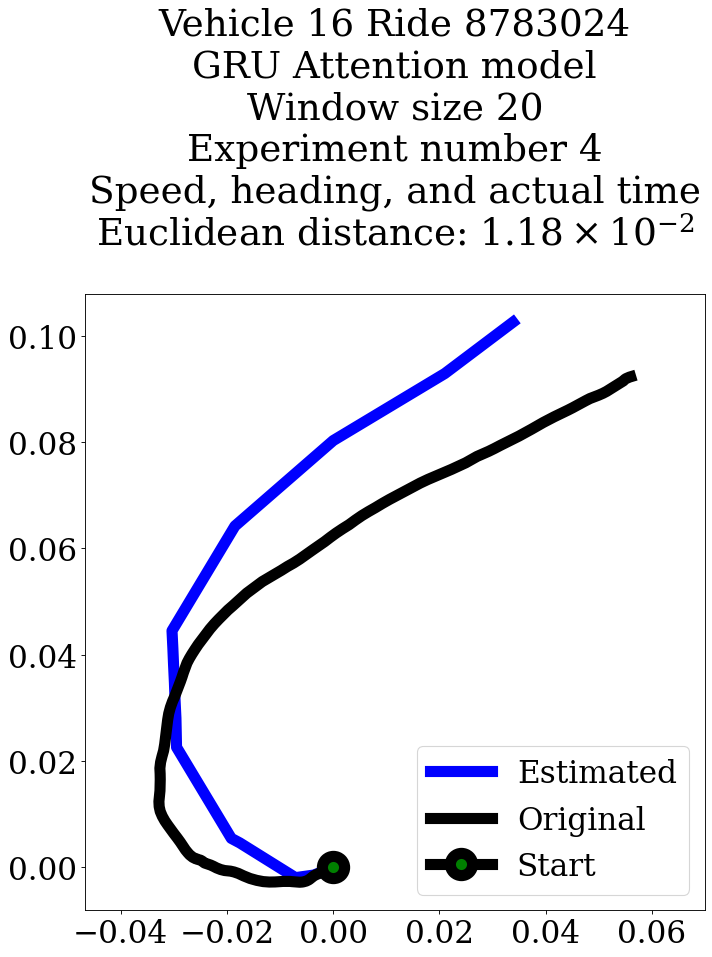 Vehicle 16 Ride 8783024
GRU Attention model
Window size 20
Experiment number 4
Speed, heading, and actual time
Euclidean distance: 1.18 × 10⁻²
0.10
0.08
0.06
0.04
0.02
0.00
Estimated
Original
Start
−0.04 −0.02 0.00 0.02 0.04 0.06